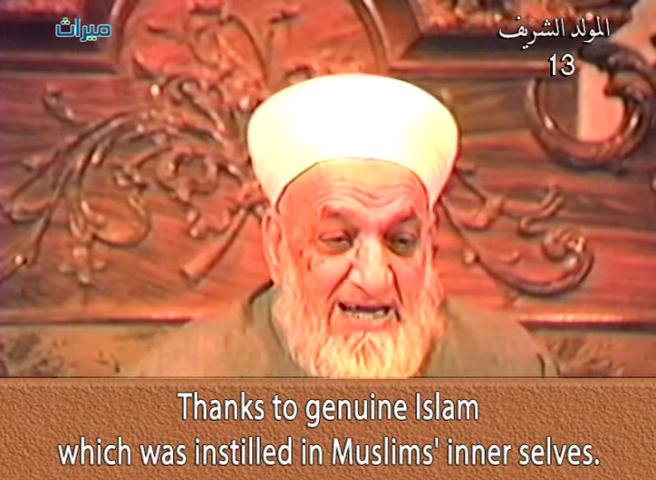 ميراث
المولد الشريف
13
Thanks to genuine Islam
which was instilled in Muslims' inner selves.